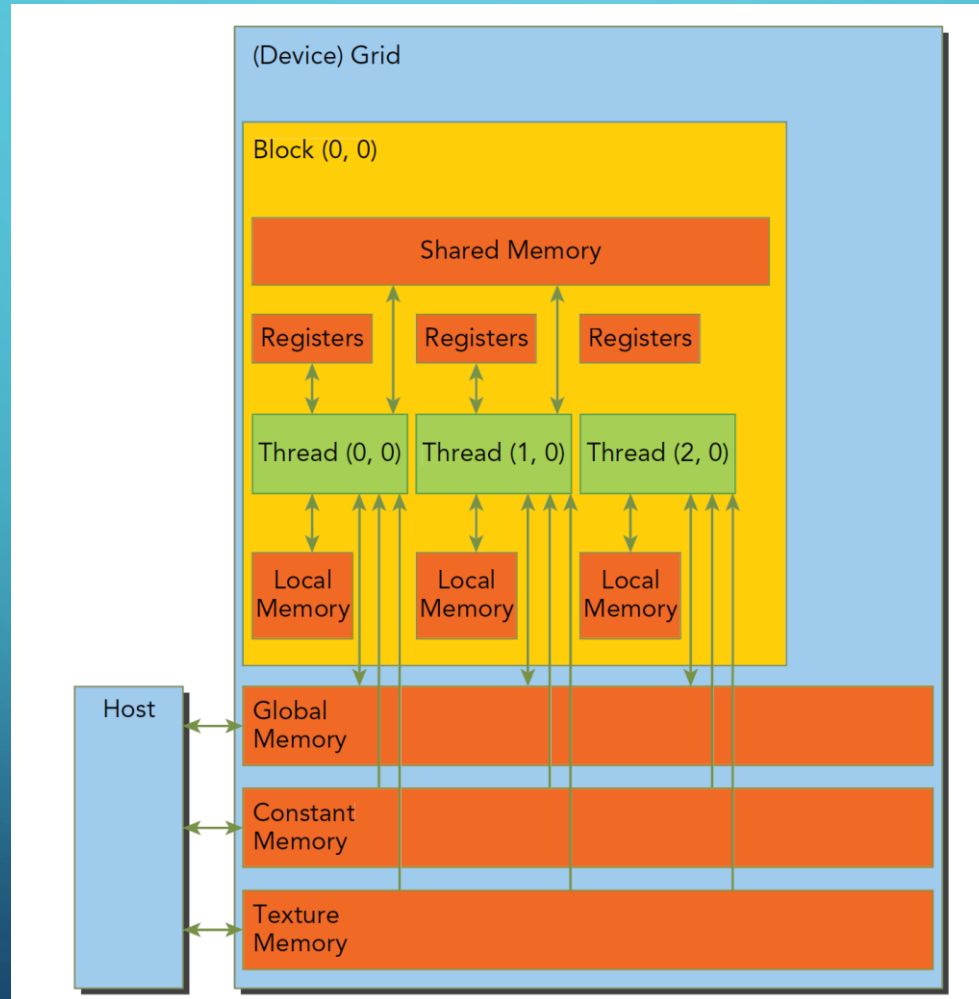 (Device) Grid
Block (0, 0)
Shared Memory
Registers
Registers
Registers
Thread (0, 0)
Thread (1, 0)
Thread (2, 0)
Local
Memory
Local
Memory
Local
Memory
Host
Global
Memory
Constant
Memory
Texture
Memory